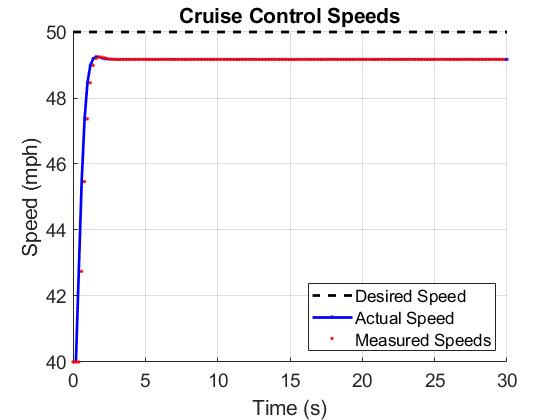 Cruise Control Speeds
Speed (mph)
50
48
46
44
42
40
0 5 10 15 20 25 30
Time (s)
Desired Speed
Actual Speed
Measured Speeds